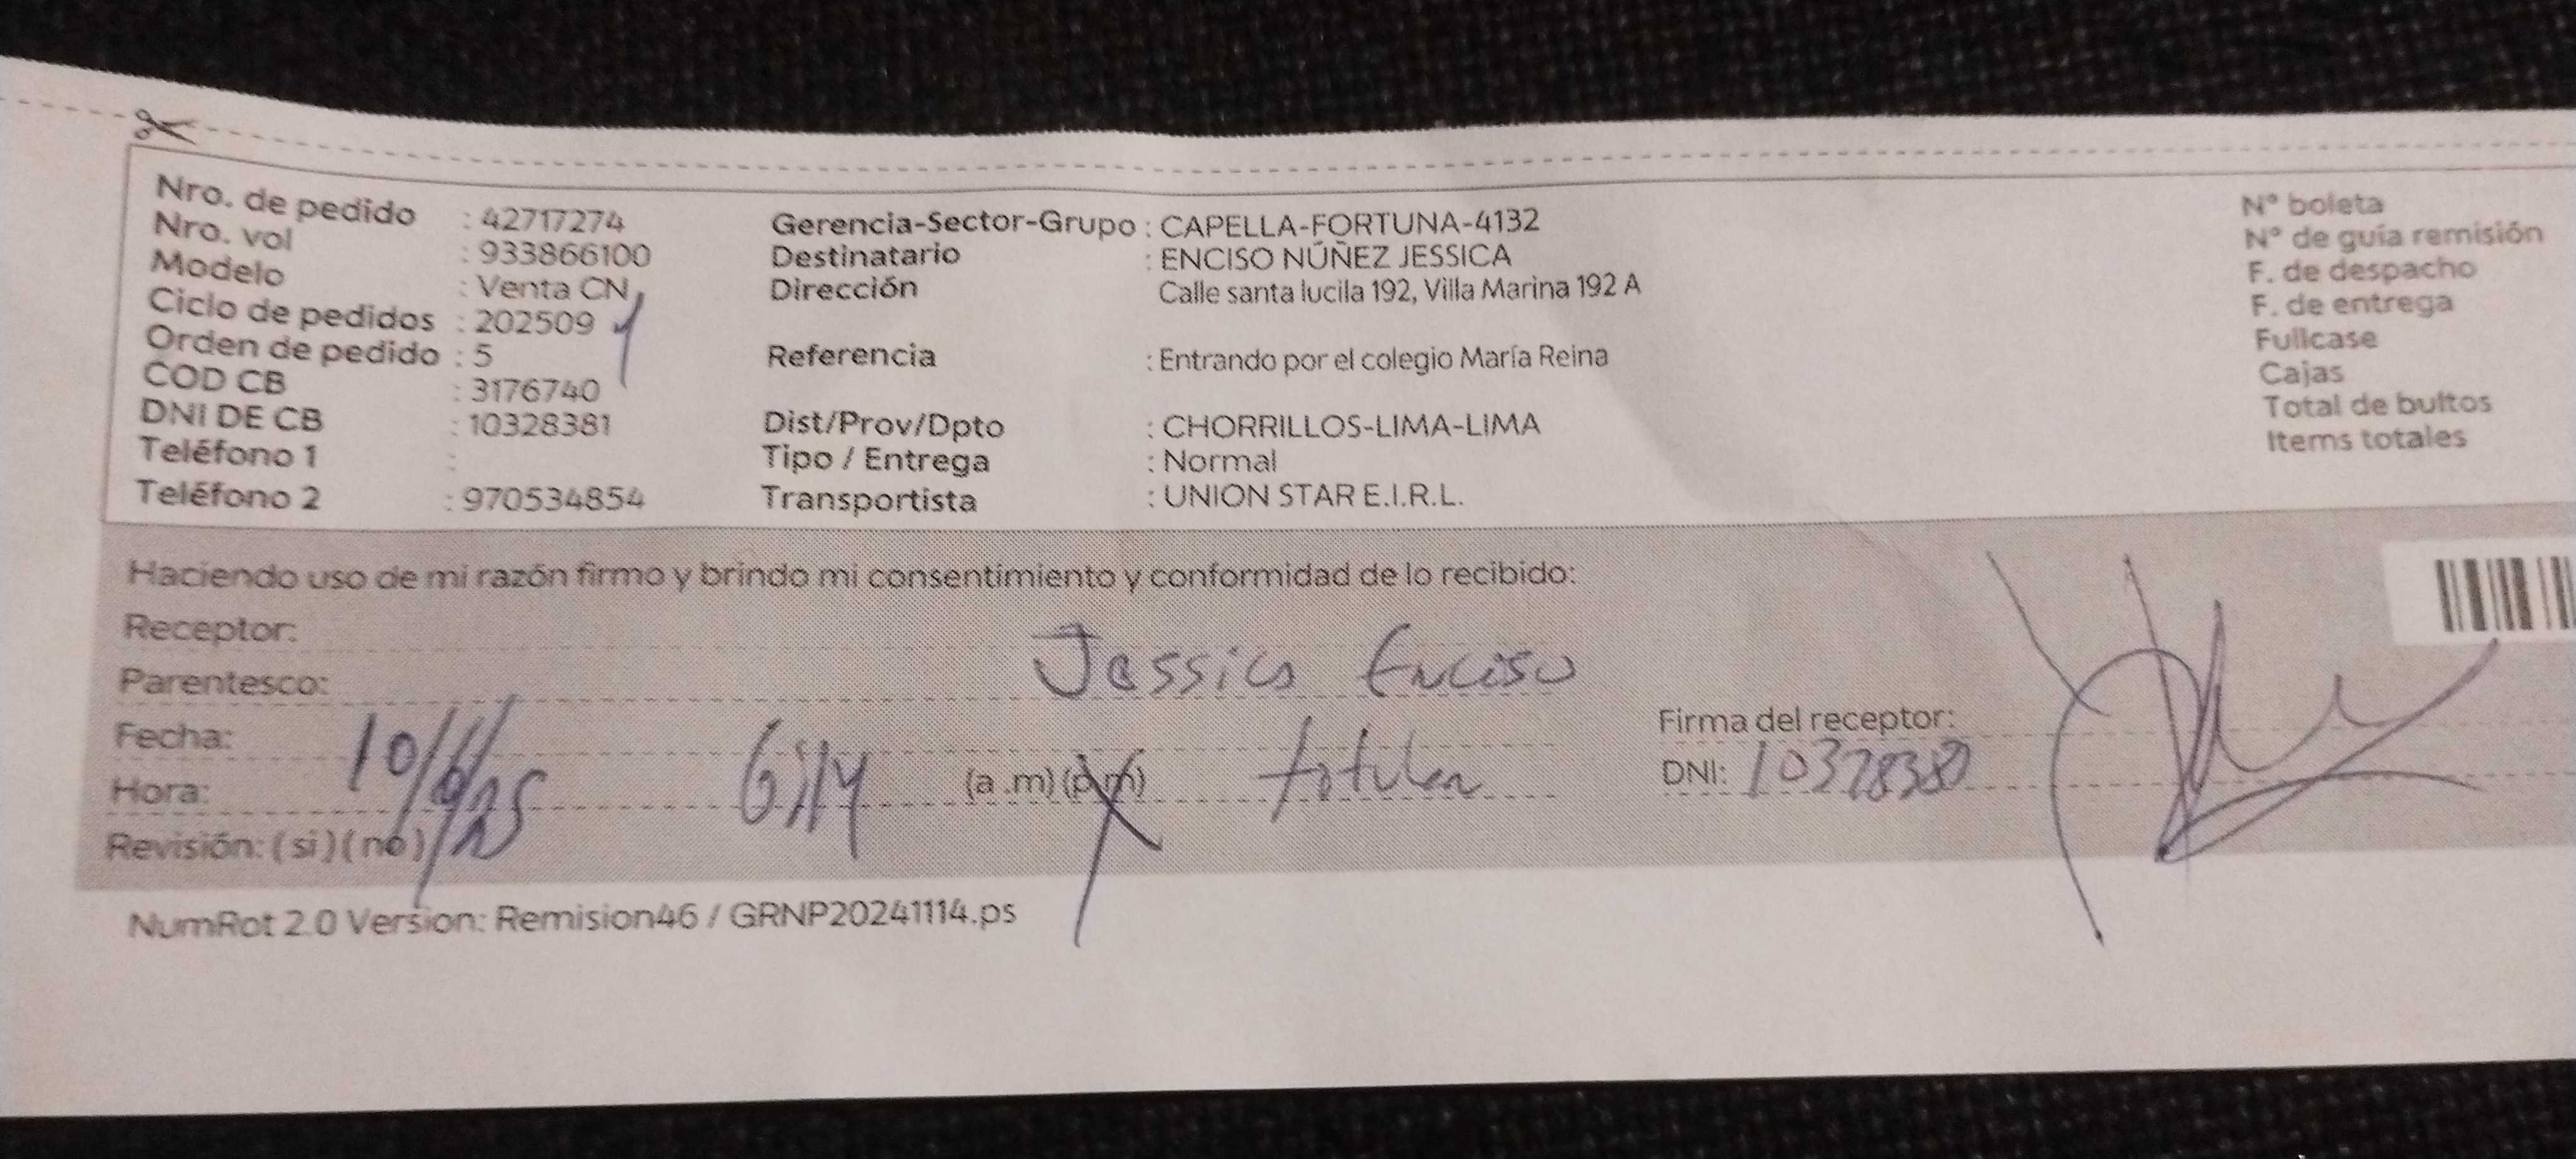 Nro. de pedido : 42717274
Nro. vol : 933866100
Modelo : Venta CN
Ciclo de pedidos : 202509
Orden de pedido : 5
COD CB : 3176740
DNI DE CB : 10328381
Teléfono 1 :
Teléfono 2 : 970534854
Gerencia-Sector-Grupo : CAPELLA-FORTUNA-4132
Destinatario : ENCISO NÚÑEZ JESSICA
Dirección Calle santa lucila 192, Villa Marina 192 A
Referencia : Entrando por el colegio María Reina
Dist/Prov/Dpto : CHORRILLOS-LIMA-LIMA
Tipo / Entrega : Normal
Transportista : UNION STAR E.I.R.L.
N° boleta
N° de guía remisión
F. de despacho
F. de entrega
Fullcase
Cajas
Total de bultos
Items totales
Haciendo uso de mi razón firmo y brindo mi consentimiento y conformidad de lo recibido:
Receptor: Jessica Enciso
Parentesco:
Fecha: 10/6/25
Hora: (a .m) (p.m)
Revisión: ( si ) ( no )
Firma del receptor:
DNI:
NumRot 2.0 Version: Remision46 / GRNP20241114.ps